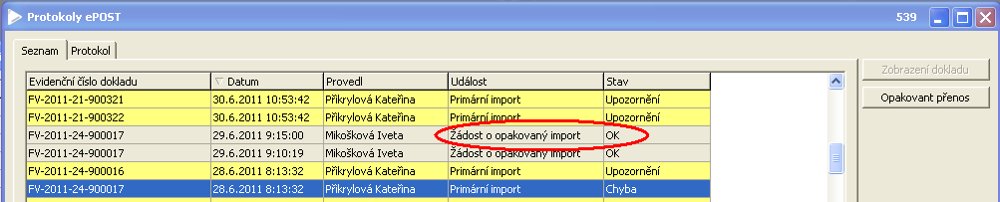 Protokoly ePOST 539
Seznam Protokol
Evidenční číslo dokladu Datum Provedl Událost Stav
FV-2011-21-900321 30.6.2011 10:53:42 Přikrylová Kateřina Primární import Upozornění
FV-2011-21-900322 30.6.2011 10:53:42 Přikrylová Kateřina Primární import Upozornění
FV-2011-24-900017 29.6.2011 9:15:00 Mikošková Iveta Žádost o opakovaný import OK
FV-2011-24-900017 29.6.2011 9:10:19 Mikošková Iveta Žádost o opakovaný import OK
FV-2011-24-900016 28.6.2011 8:13:32 Přikrylová Kateřina Primární import Upozornění
FV-2011-24-900017 28.6.2011 8:13:32 Přikrylová Kateřina Primární import Chyba
Zobrazení dokladu
Opakovant přenos